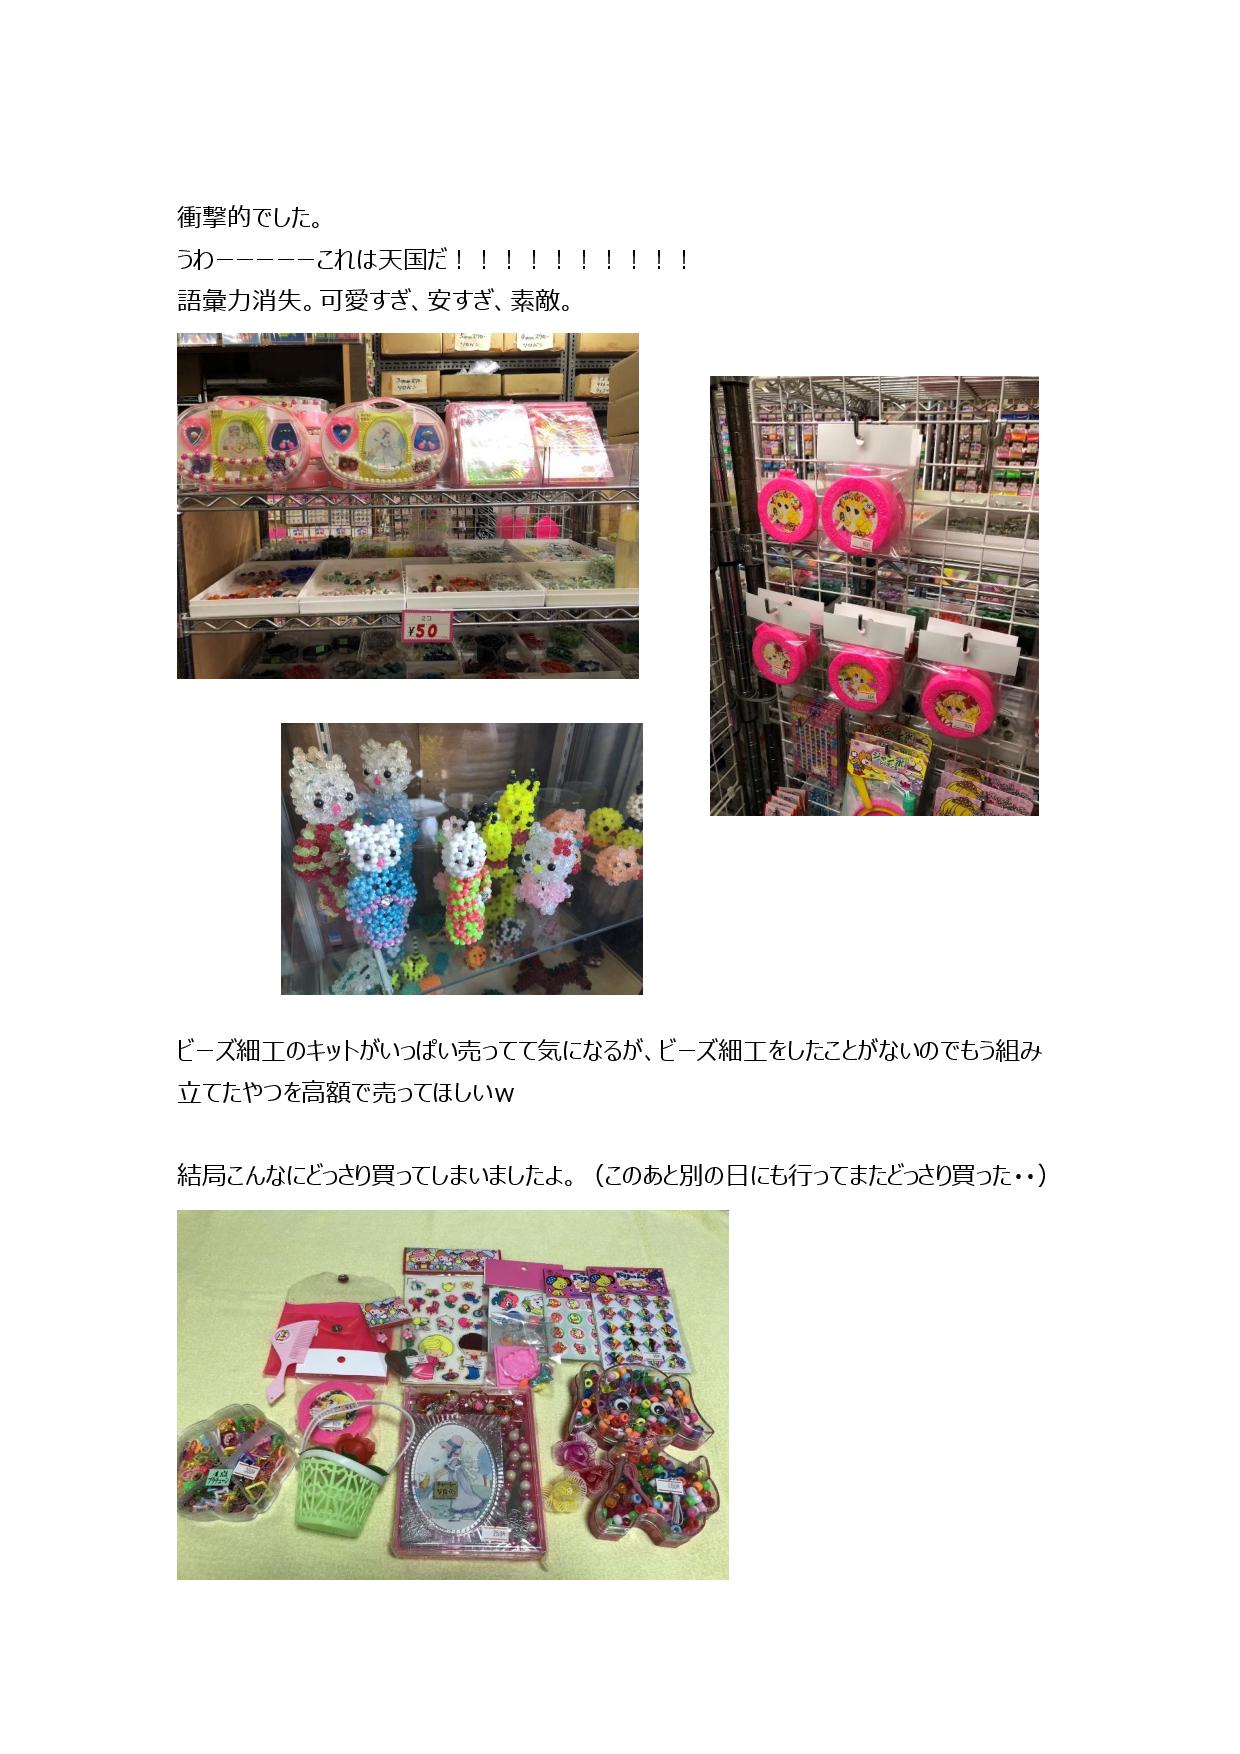 衝撃的でした。
うわーーーーーこれは天国だ！！！！！！！！！！
語彙力消失。可愛すぎ、安すぎ、素敵。
2コ
¥50
ジャンボ
ビーズ細工のキットがいっぱい売ってて気になるが、ビーズ細工をしたことがないのでもう組み
立てたやつを高額で売ってほしいｗ
結局こんなにどっさり買ってしまいましたよ。（このあと別の日にも行ってまたどっさり買った・・）